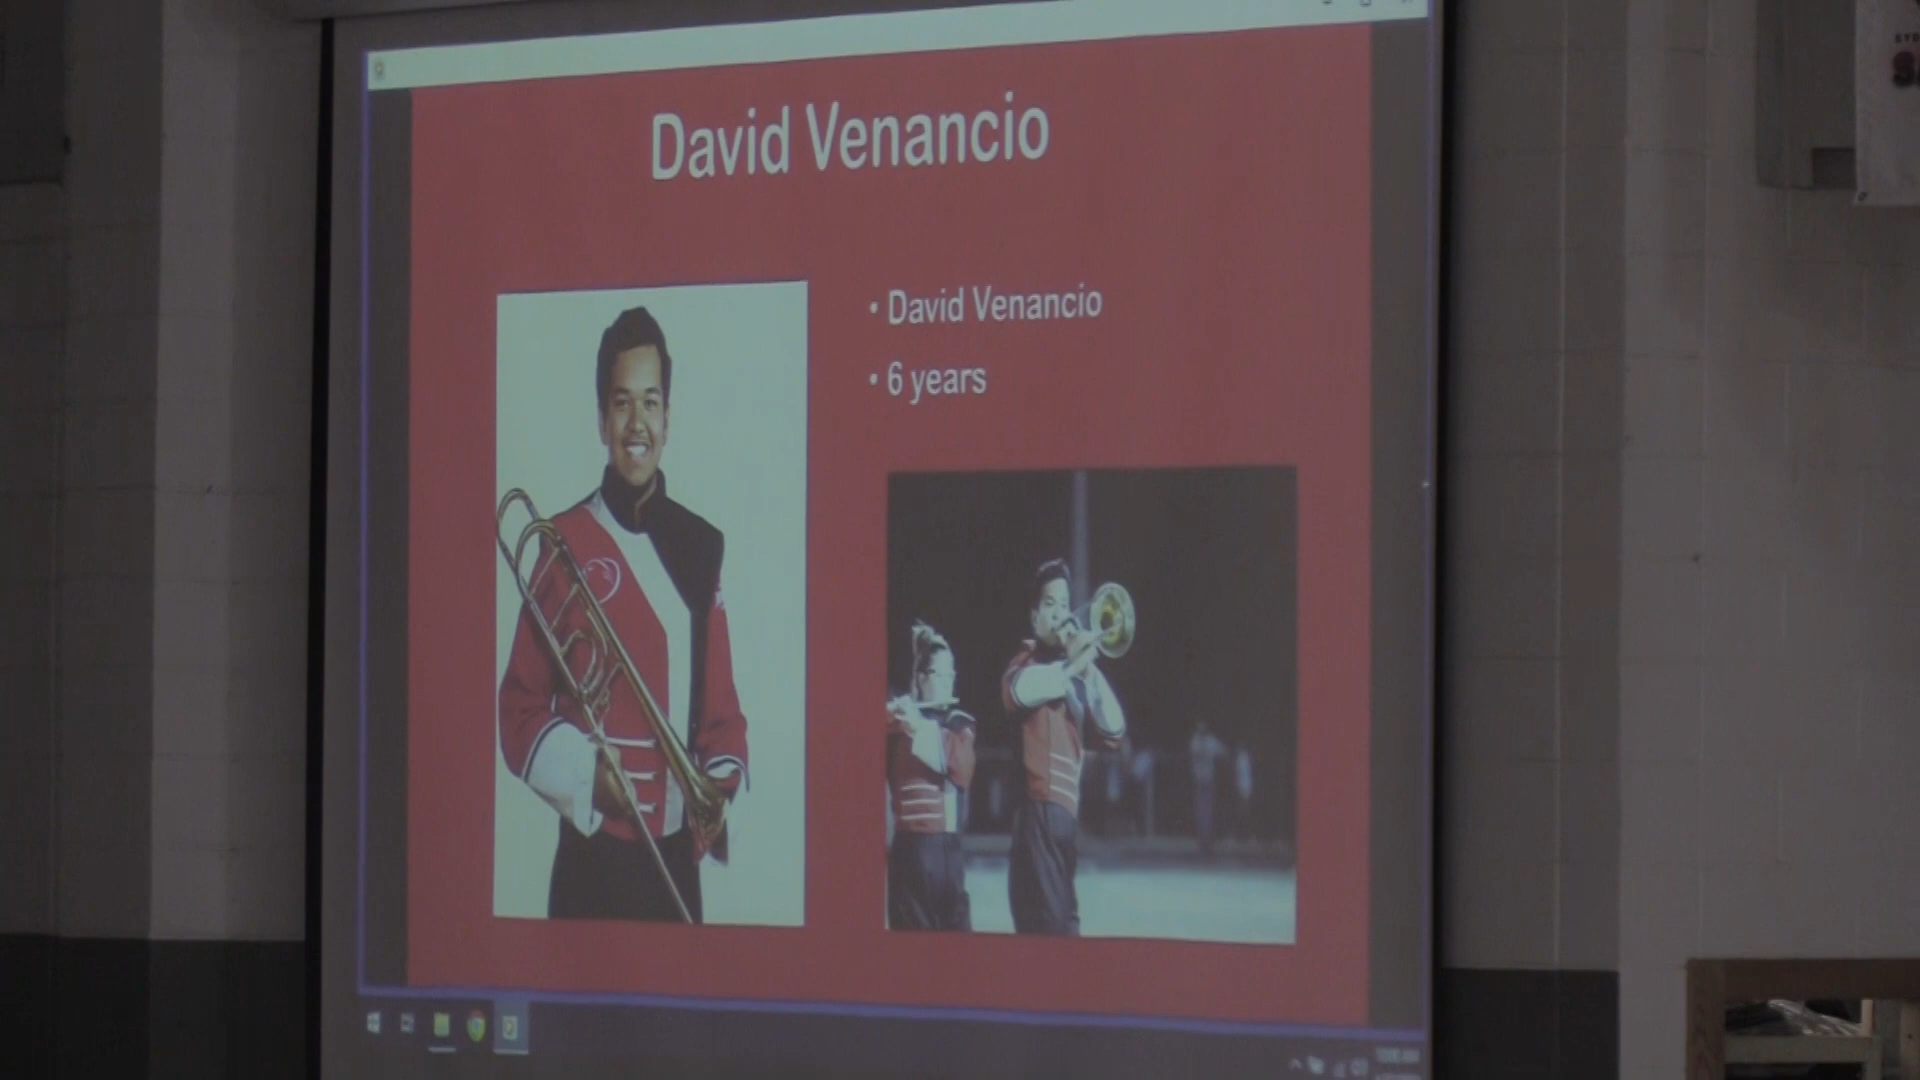 David Venancio
• David Venancio
• 6 years